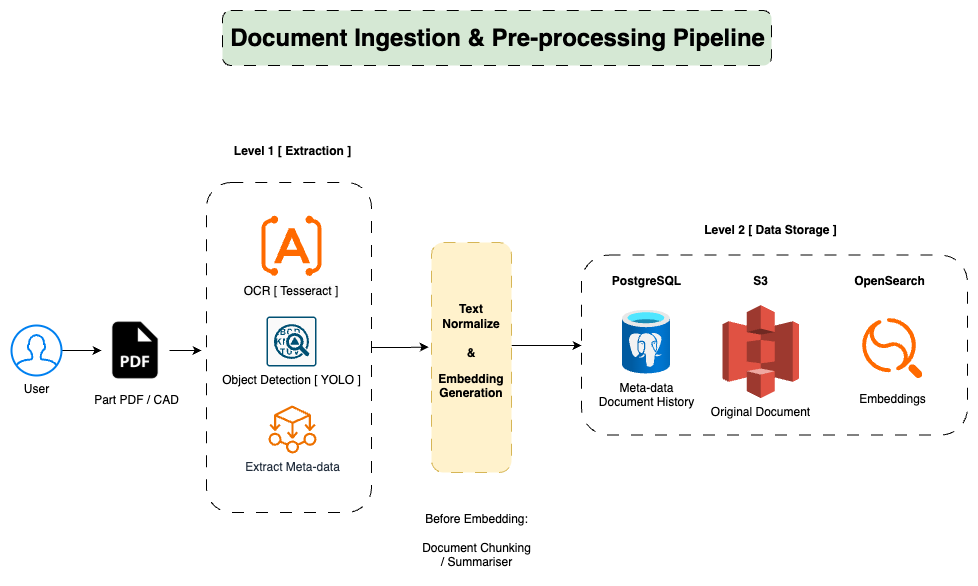 Document Ingestion & Pre-processing Pipeline
Level 1 [ Extraction ]
A
OCR [ Tesseract ]
Object Detection [ YOLO ]
Extract Meta-data
User
PDF
Part PDF / CAD
Text
Normalize
&
Embedding
Generation
Before Embedding:
Document Chunking
/ Summariser
Level 2 [ Data Storage ]
PostgreSQL
Meta-data
Document History
S3
Original Document
OpenSearch
Embeddings